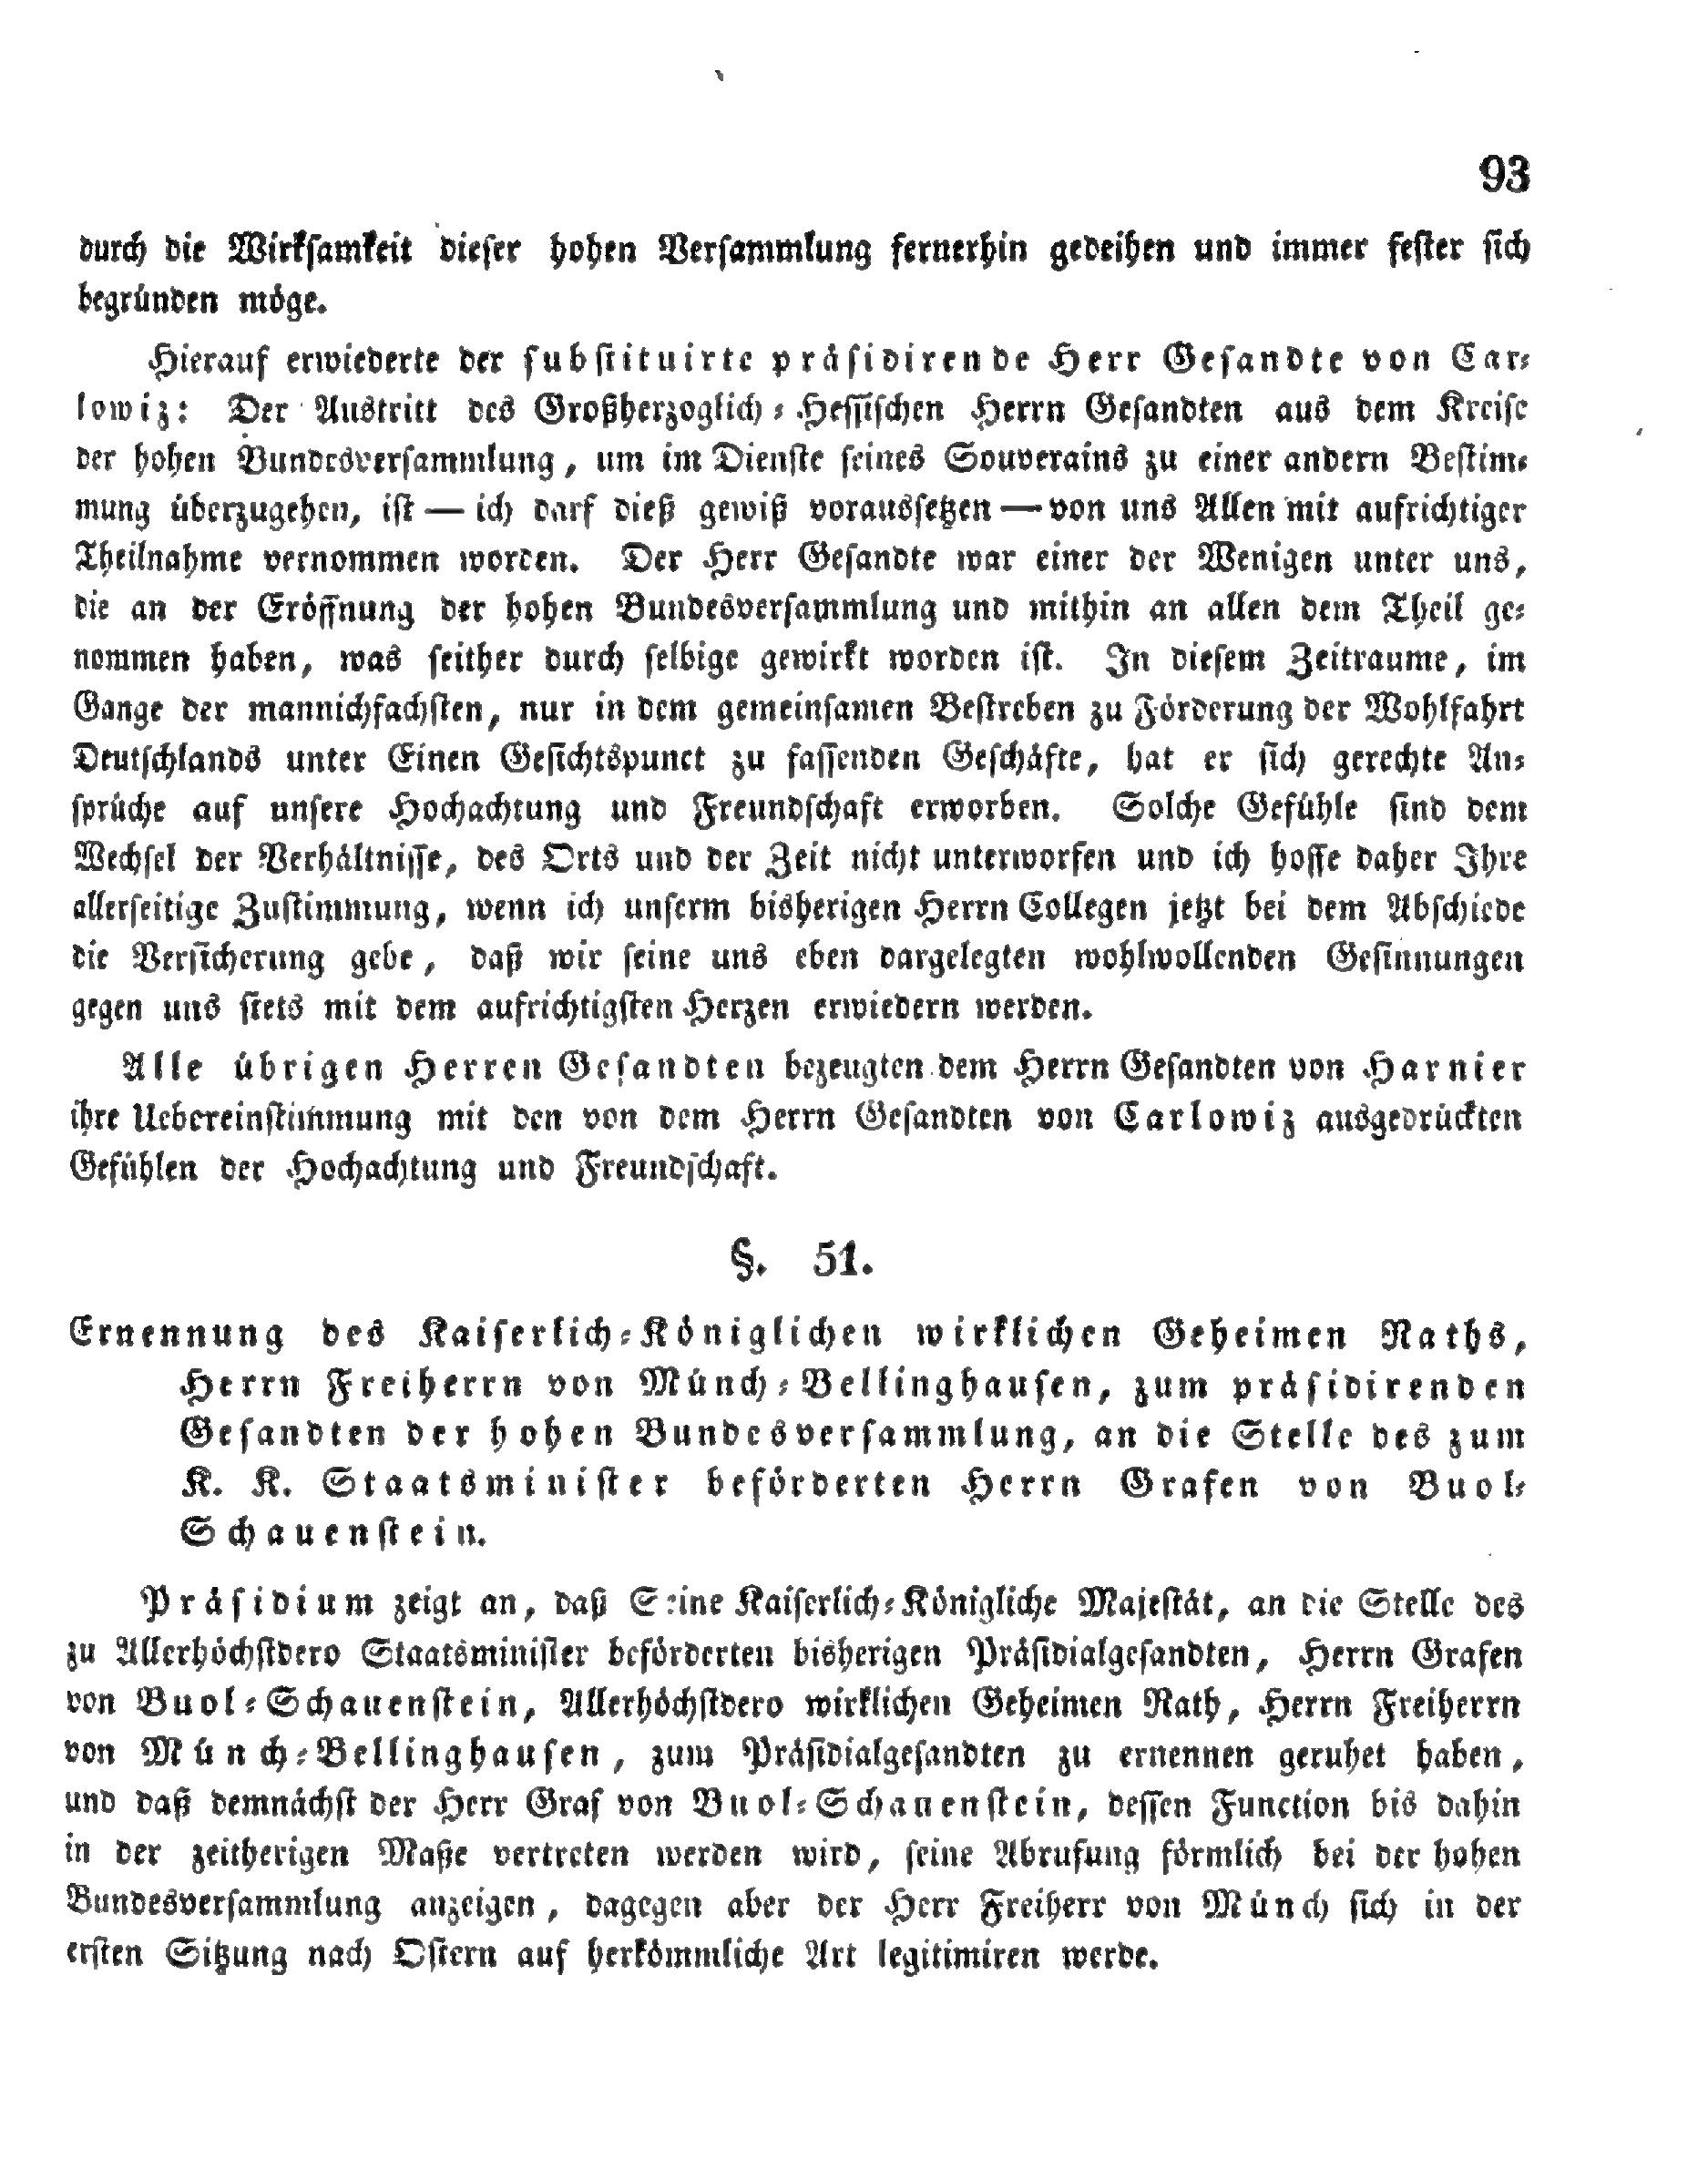 93
durch die Wirksamkeit dieser hohen Versammlung fernerhin gedeihen und immer fester sich
begründen möge.
Hierauf erwiederte der substituirte präsidirende Herr Gesandte von Car-
lowiz: Der Austritt des Großherzoglich-Hessischen Herrn Gesandten aus dem Kreise
der hohen Bundesversammlung, um im Dienste seines Souverains zu einer andern Bestim-
mung überzugehen, ist — ich darf dieß gewiß voraussetzen — von uns Allen mit aufrichtiger
Theilnahme vernommen worden. Der Herr Gesandte war einer der Wenigen unter uns,
die an der Eröffnung der hohen Bundesversammlung und mithin an allen dem Theil ge-
nommen haben, was seither durch selbige gewirkt worden ist. In diesem Zeitraume, im
Gange der mannichfachsten, nur in dem gemeinsamen Bestreben zu Förderung der Wohlfahrt
Deutschlands unter Einen Gesichtspunct zu fassenden Geschäfte, hat er sich gerechte An-
sprüche auf unsere Hochachtung und Freundschaft erworben. Solche Gefühle sind dem
Wechsel der Verhältnisse, des Orts und der Zeit nicht unterworfen und ich hoffe daher Ihre
allerseitige Zustimmung, wenn ich unserm bisherigen Herrn Collegen jetzt bei dem Abschiede
die Versicherung gebe, daß wir seine uns eben dargelegten wohlwollenden Gesinnungen
gegen uns stets mit dem aufrichtigsten Herzen erwiedern werden.
Alle übrigen Herren Gesandten bezeugten dem Herrn Gesandten von Harnier
ihre Uebereinstimmung mit den von dem Herrn Gesandten von Carlowiz ausgedrückten
Gefühlen der Hochachtung und Freundschaft.
§. 51.
Ernennung des Kaiserlich-Königlichen wirklichen Geheimen Raths,
Herrn Freiherrn von Münch-Bellinghausen, zum präsidirenden
Gesandten der hohen Bundesversammlung, an die Stelle des zum
K. K. Staatsminister beförderten Herrn Grafen von Buol-
Schauenstein.
Präsidium zeigt an, daß Seine Kaiserlich-Königliche Majestät, an die Stelle des
zu Allerhöchstdero Staatsminister beförderten bisherigen Präsidialgesandten, Herrn Grafen
von Buol-Schauenstein, Allerhöchstdero wirklichen Geheimen Rath, Herrn Freiherrn
von Münch-Bellinghausen, zum Präsidialgesandten zu ernennen geruhet haben,
und daß demnächst der Herr Graf von Buol-Schauenstein, dessen Function bis dahin
in der zeitherigen Maße vertreten werden wird, seine Abrufung förmlich bei der hohen
Bundesversammlung anzeigen, dagegen aber der Herr Freiherr von Münch sich in der
ersten Sitzung nach Ostern auf herkömmliche Art legitimiren werde.